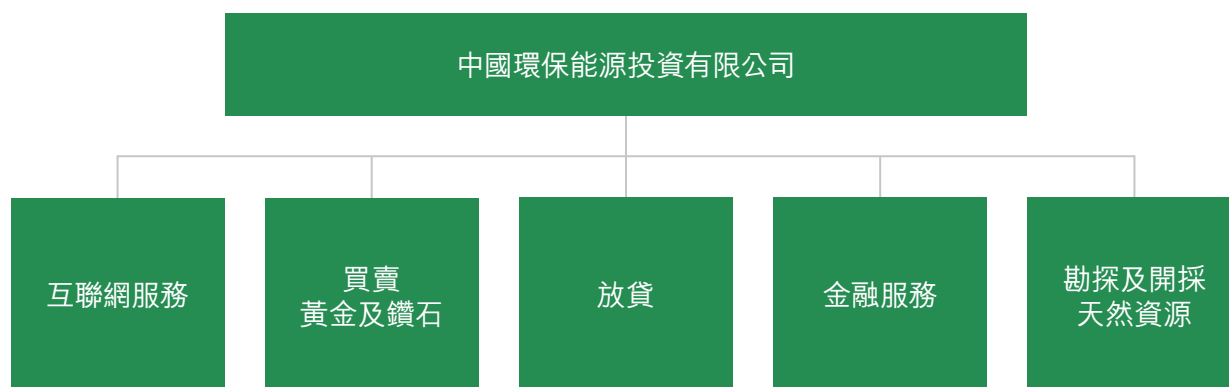 中國環保能源投資有限公司
互聯網服務
買賣
黃金及鑽石
放貸
金融服務
勘探及開採
天然資源